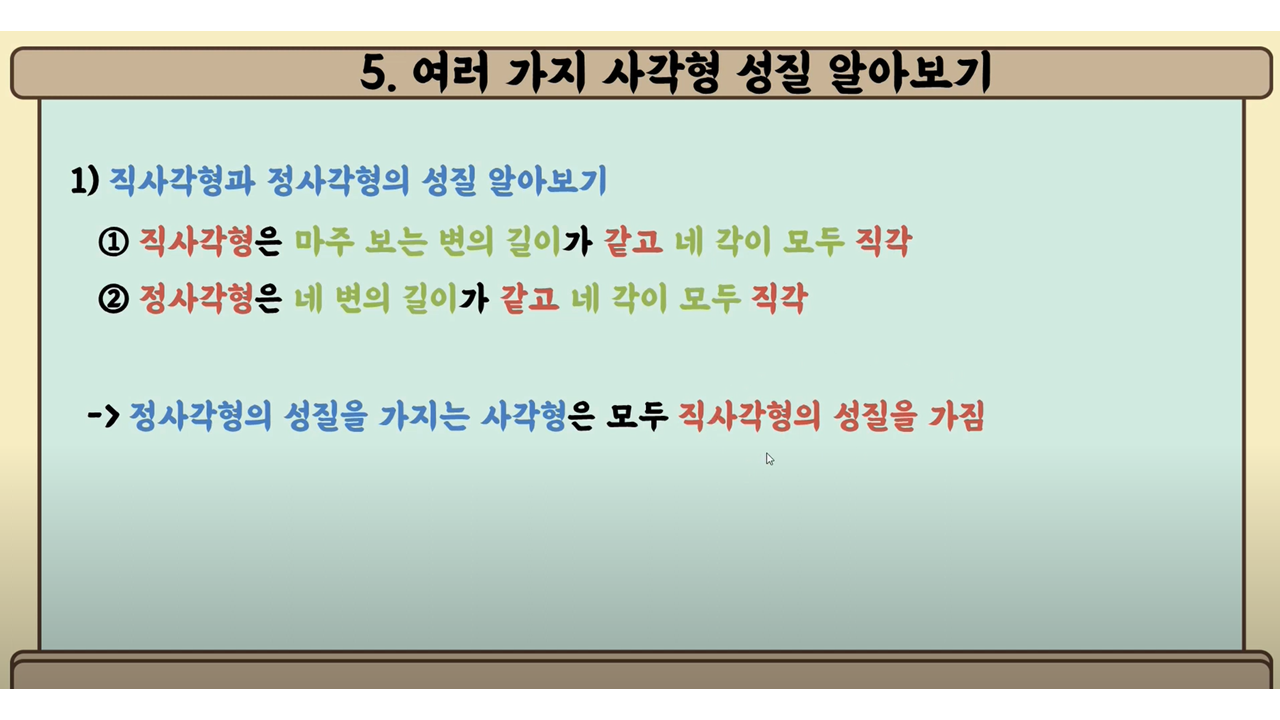 5. 여러 가지 사각형 성질 알아보기
1) 직사각형과 정사각형의 성질 알아보기
① 직사각형은 마주 보는 변의 길이가 같고 네 각이 모두 직각
② 정사각형은 네 변의 길이가 같고 네 각이 모두 직각
-> 정사각형의 성질을 가지는 사각형은 모두 직사각형의 성질을 가짐